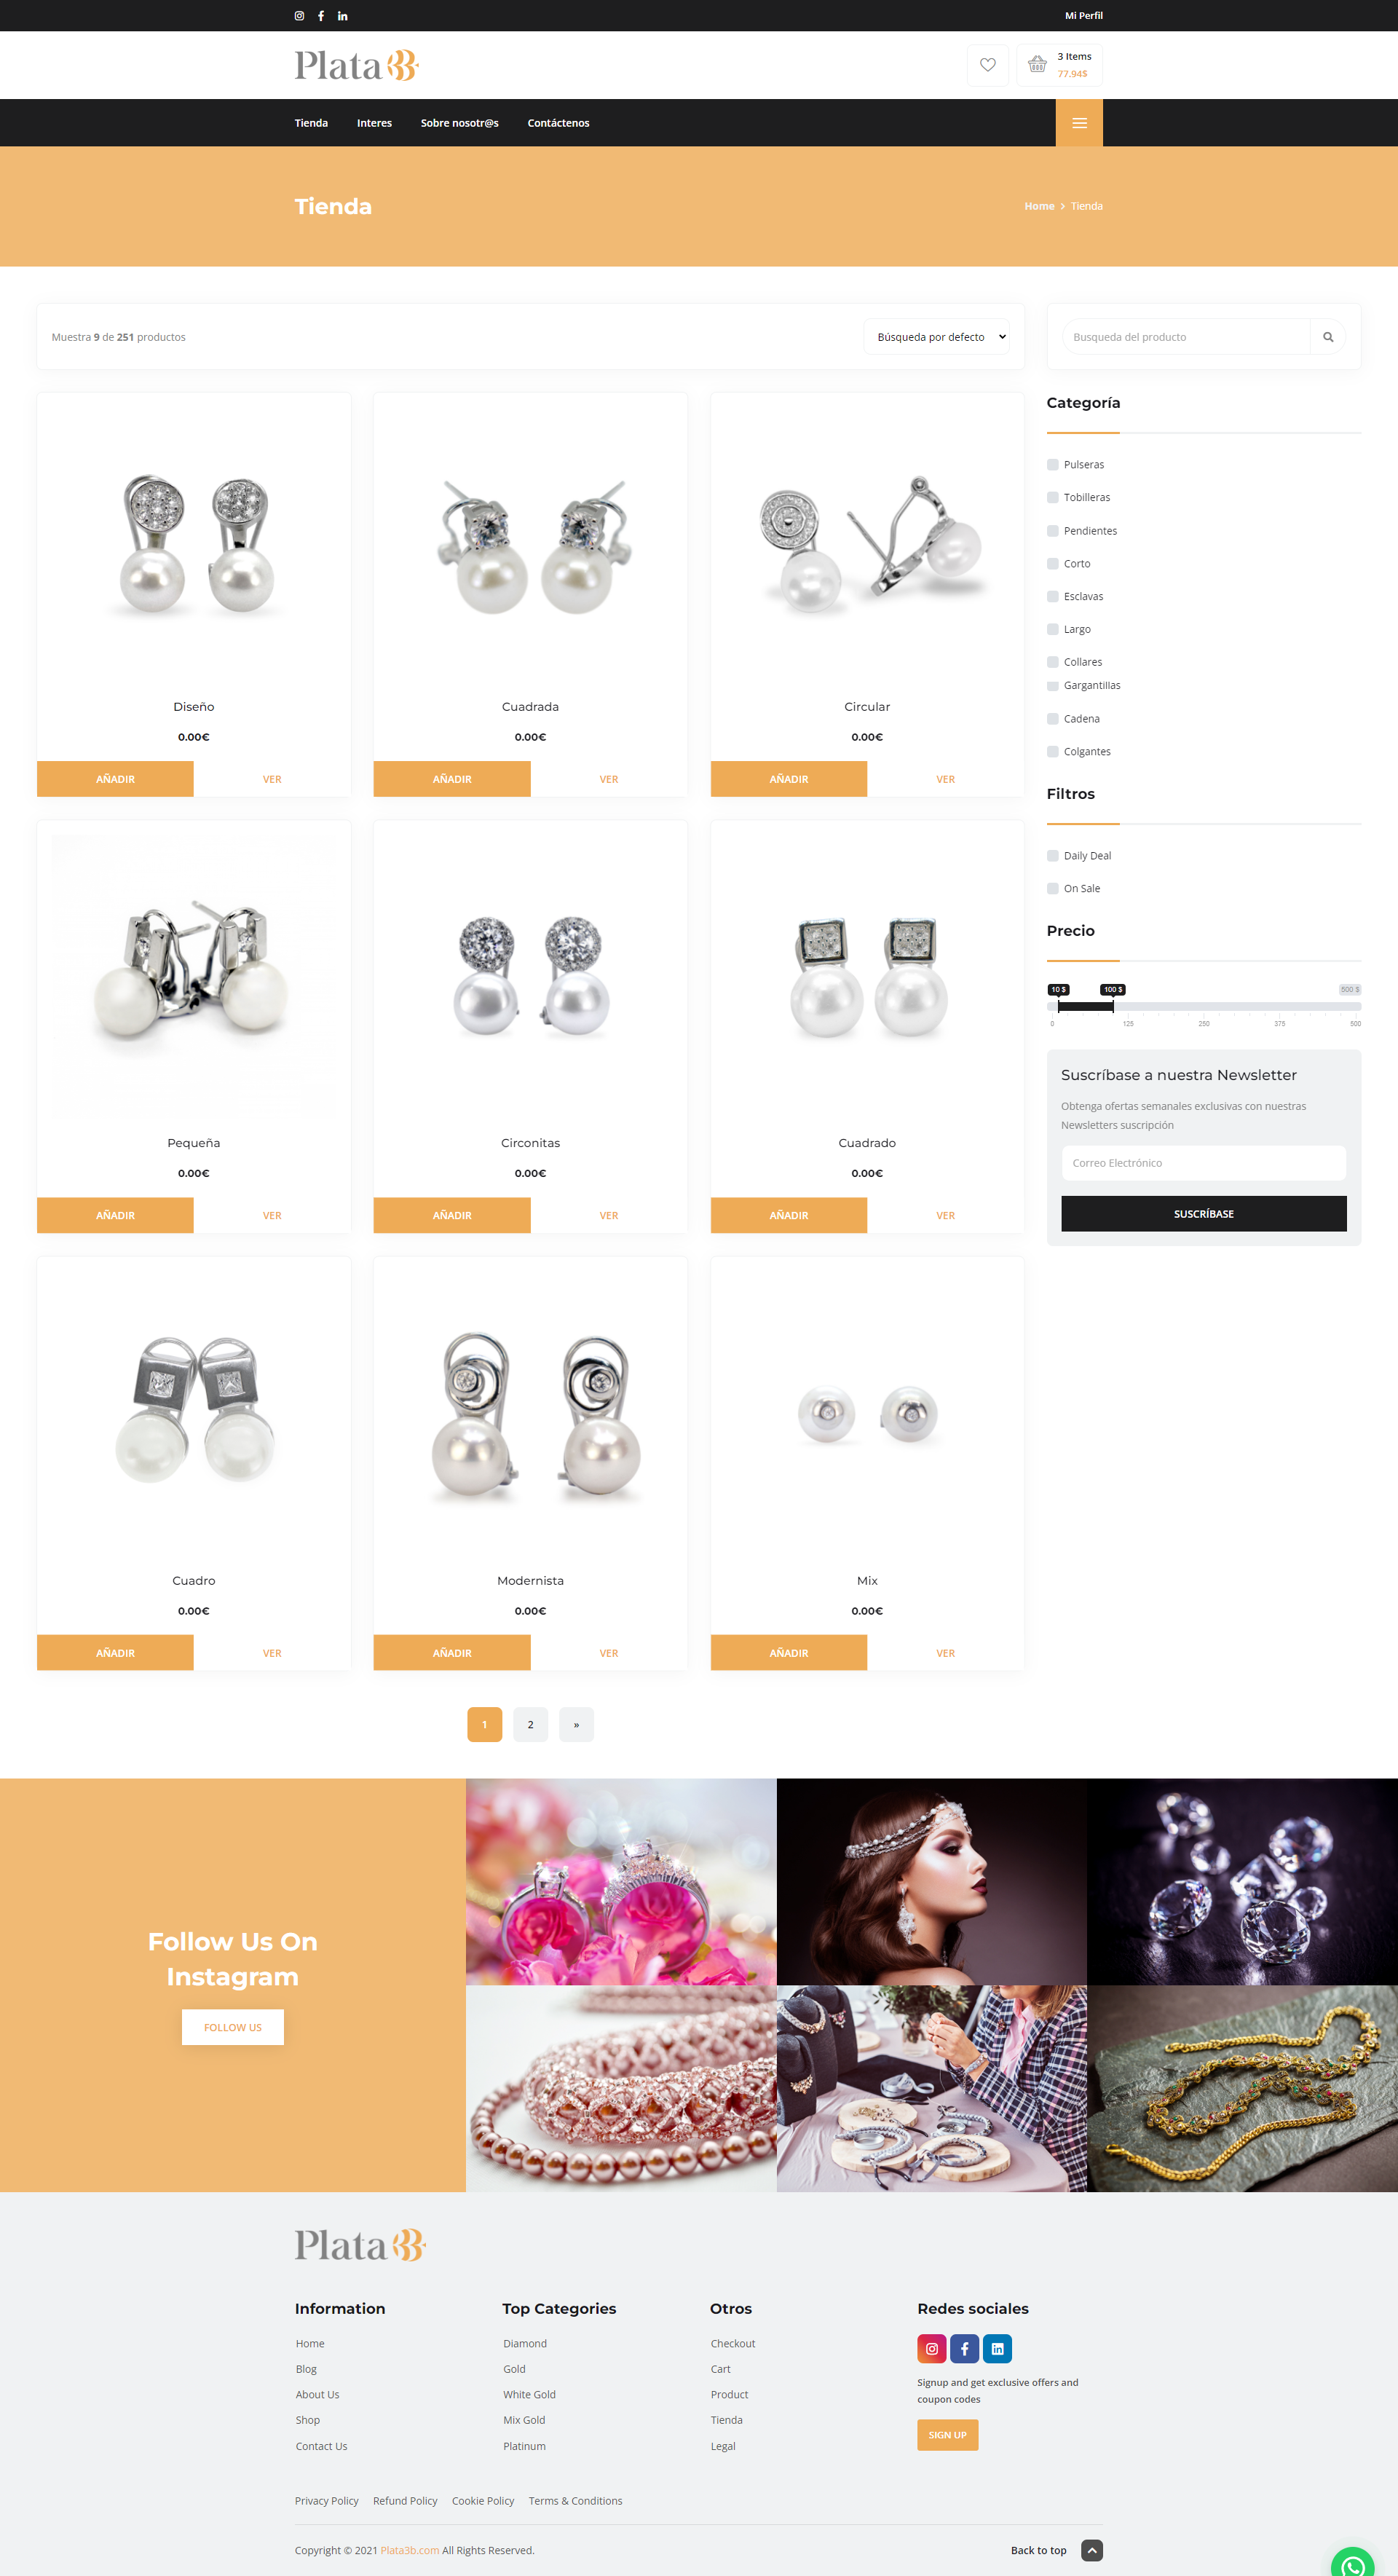 Mi Perfil
Plata 3B
3 Items
77.94$
Tienda Interes Sobre nosotr@s Contáctenos
Tienda
Home > Tienda
Muestra 9 de 251 productos
Búsqueda por defecto
Busqueda del producto
Categoría
Pulseras
Tobilleras
Pendientes
Corto
Esclavas
Largo
Collares
Gargantillas
Cadena
Colgantes
Filtros
Daily Deal
On Sale
Precio
10 $ 100 $ 500 $
0 125 250 375 500
Suscríbase a nuestra Newsletter
Obtenga ofertas semanales exclusivas con nuestras
Newsletters suscripción
Correo Electrónico
SUSCRÍBASE
Diseño Cuadrada Circular
0.00€ 0.00€ 0.00€
AÑADIR VER AÑADIR VER AÑADIR VER
Pequeña Circonitas Cuadrado
0.00€ 0.00€ 0.00€
AÑADIR VER AÑADIR VER AÑADIR VER
Cuadro Modernista Mix
0.00€ 0.00€ 0.00€
AÑADIR VER AÑADIR VER AÑADIR VER
1 2 »
Follow Us On
Instagram
FOLLOW US
Plata 3B
Information
Home
Blog
About Us
Shop
Contact Us
Top Categories
Diamond
Gold
White Gold
Mix Gold
Platinum
Otros
Checkout
Cart
Product
Tienda
Legal
Redes sociales
Signup and get exclusive offers and
coupon codes
SIGN UP
Privacy Policy Refund Policy Cookie Policy Terms & Conditions
Copyright © 2021 Plata3b.com All Rights Reserved.
Back to top